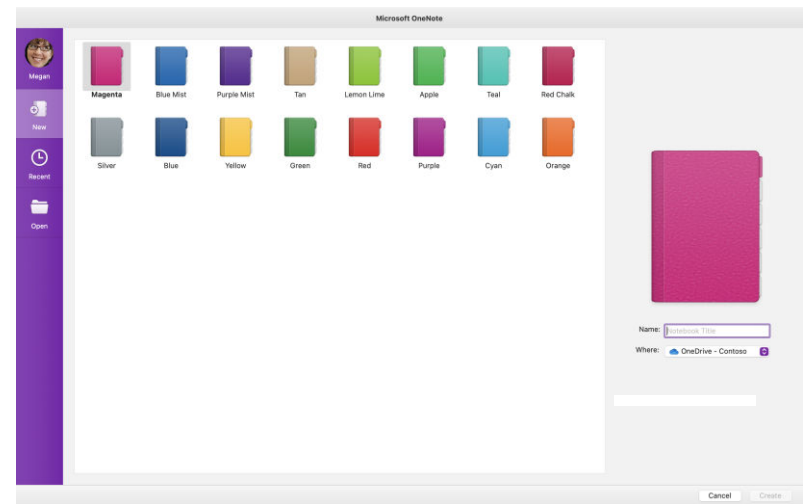 Microsoft OneNote
Megan
New
Recent
Open
Magenta
Blue Mist
Purple Mist
Tan
Lemon Lime
Apple
Teal
Red Chalk
Silver
Blue
Yellow
Green
Red
Purple
Cyan
Orange
Name: Notebook Title
Where: OneDrive - Contoso
Cancel
Create